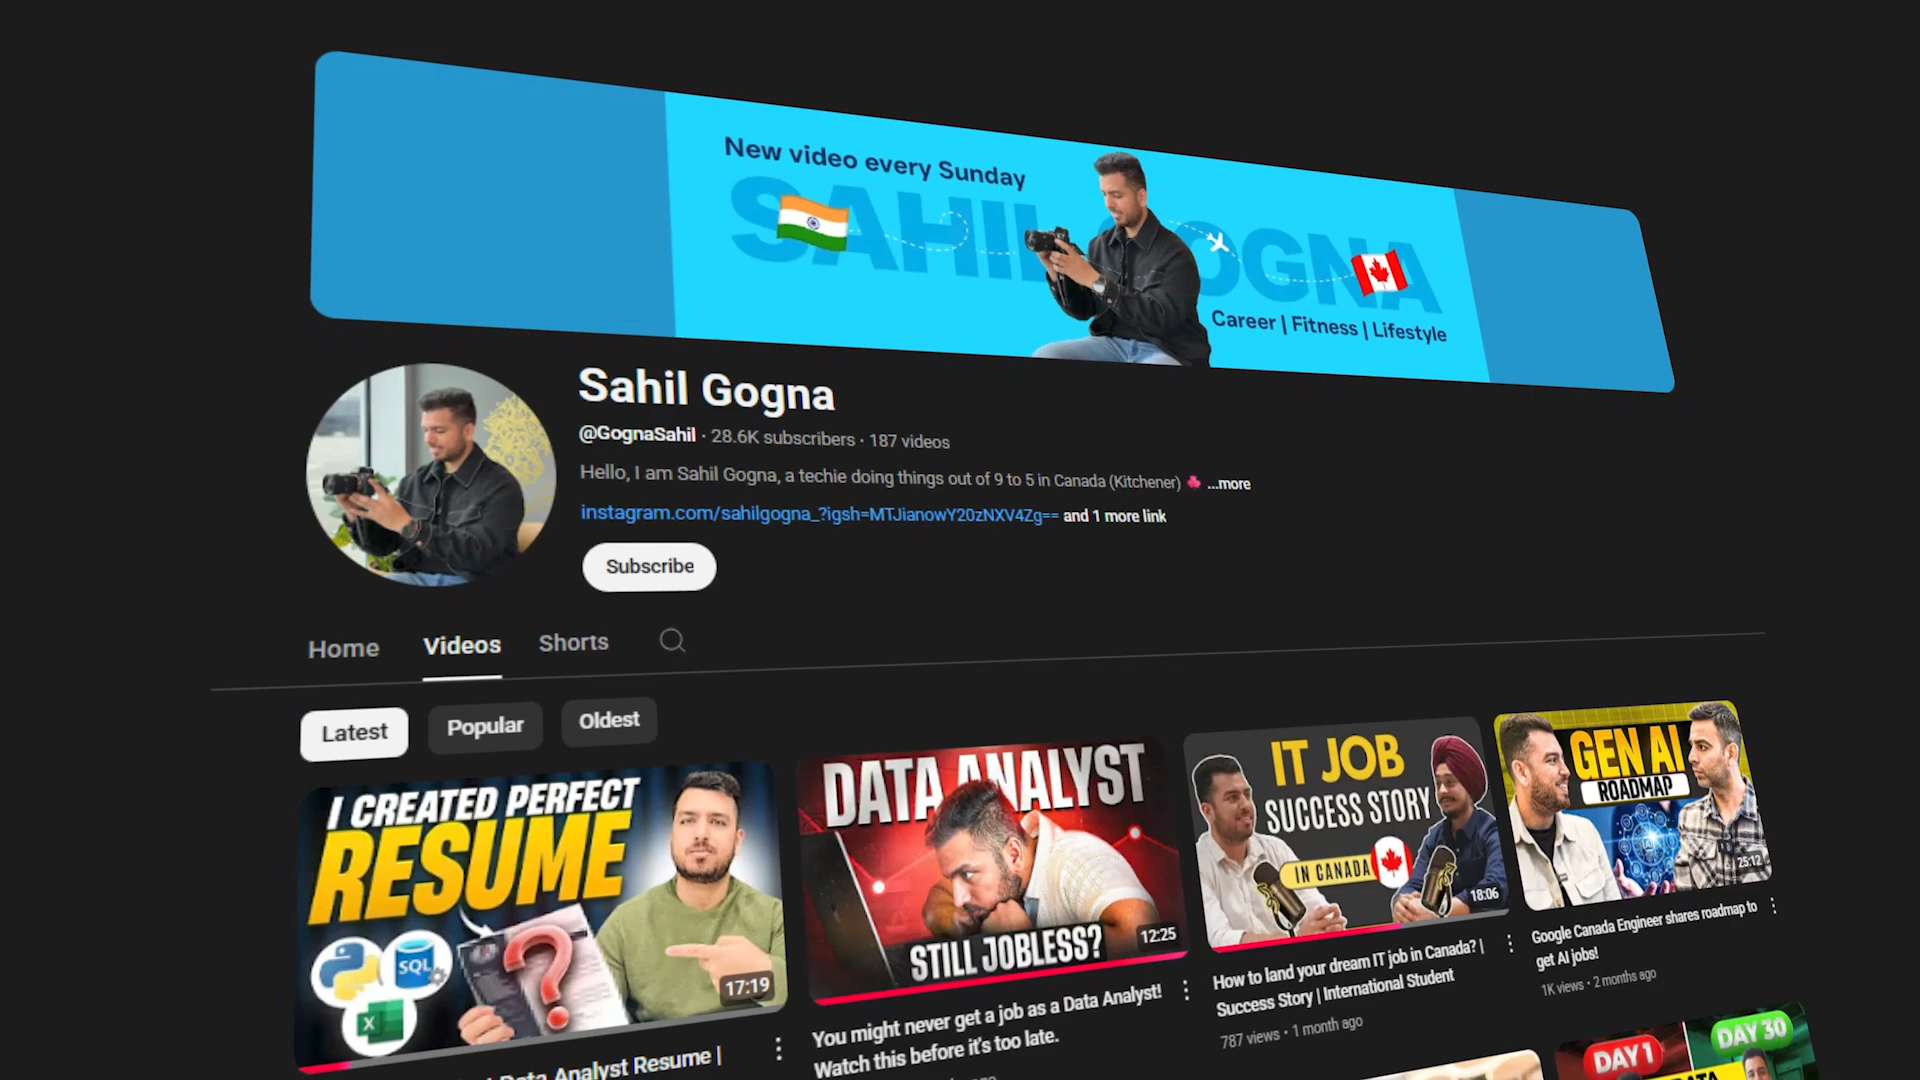 New video every Sunday
SAHIL GOGNA
Career | Fitness | Lifestyle
Sahil Gogna
@GognaSahil · 28.6K subscribers · 187 videos
Hello, I am Sahil Gogna, a techie doing things out of 9 to 5 in Canada (Kitchener) ...more
instagram.com/sahilgogna_?igsh=MTJianowY20zNXV4Zg== and 1 more link
Subscribe
Home Videos Shorts
Latest Popular Oldest
I CREATED PERFECT
RESUME
SQL
X
17:19
Data Analyst Resume |
DATA ANALYST
STILL JOBLESS?
12:25
You might never get a job as a Data Analyst!
Watch this before it's too late.
IT JOB
SUCCESS STORY
IN CANADA
18:06
How to land your dream IT job in Canada? |
Success Story | International Student
787 views · 1 month ago
GEN AI
ROADMAP
25:12
Google Canada Engineer shares roadmap to
get AI jobs!
1K views · 2 months ago
DAY 1
DAY 30